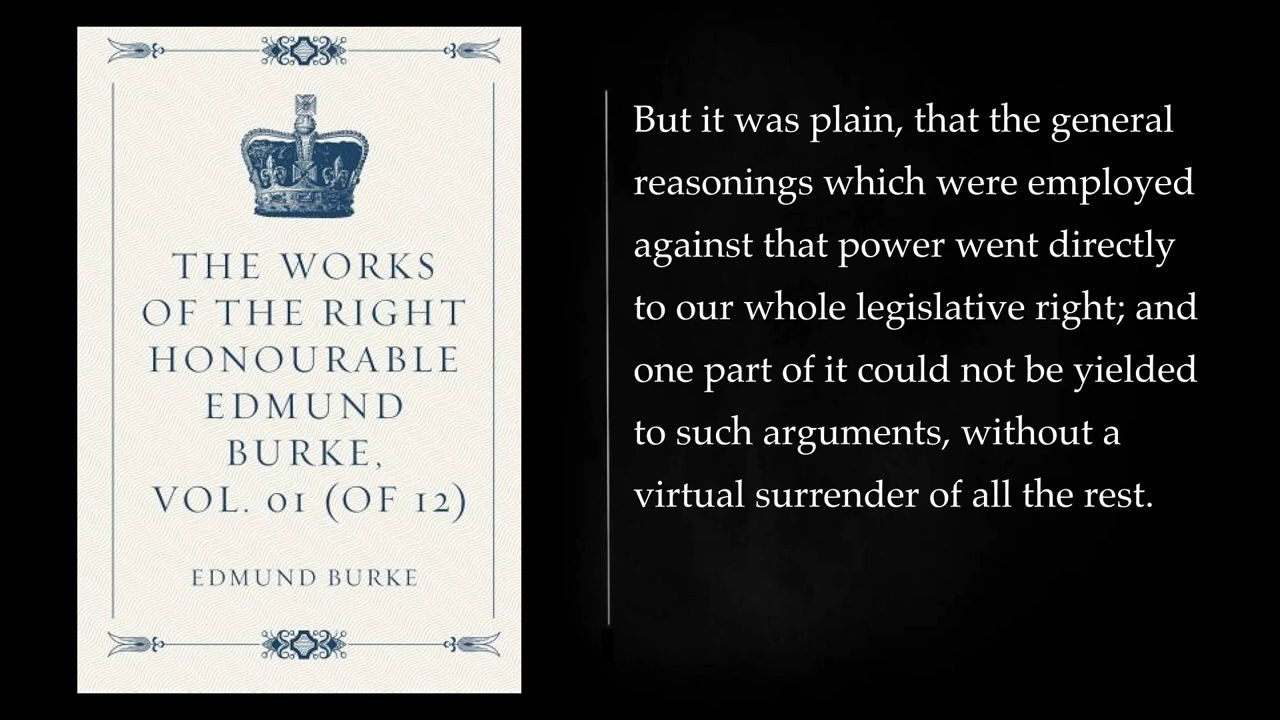 THE WORKS
OF THE RIGHT
HONOURABLE
EDMUND
BURKE,
VOL. 01 (OF 12)
EDMUND BURKE
But it was plain, that the general
reasonings which were employed
against that power went directly
to our whole legislative right; and
one part of it could not be yielded
to such arguments, without a
virtual surrender of all the rest.